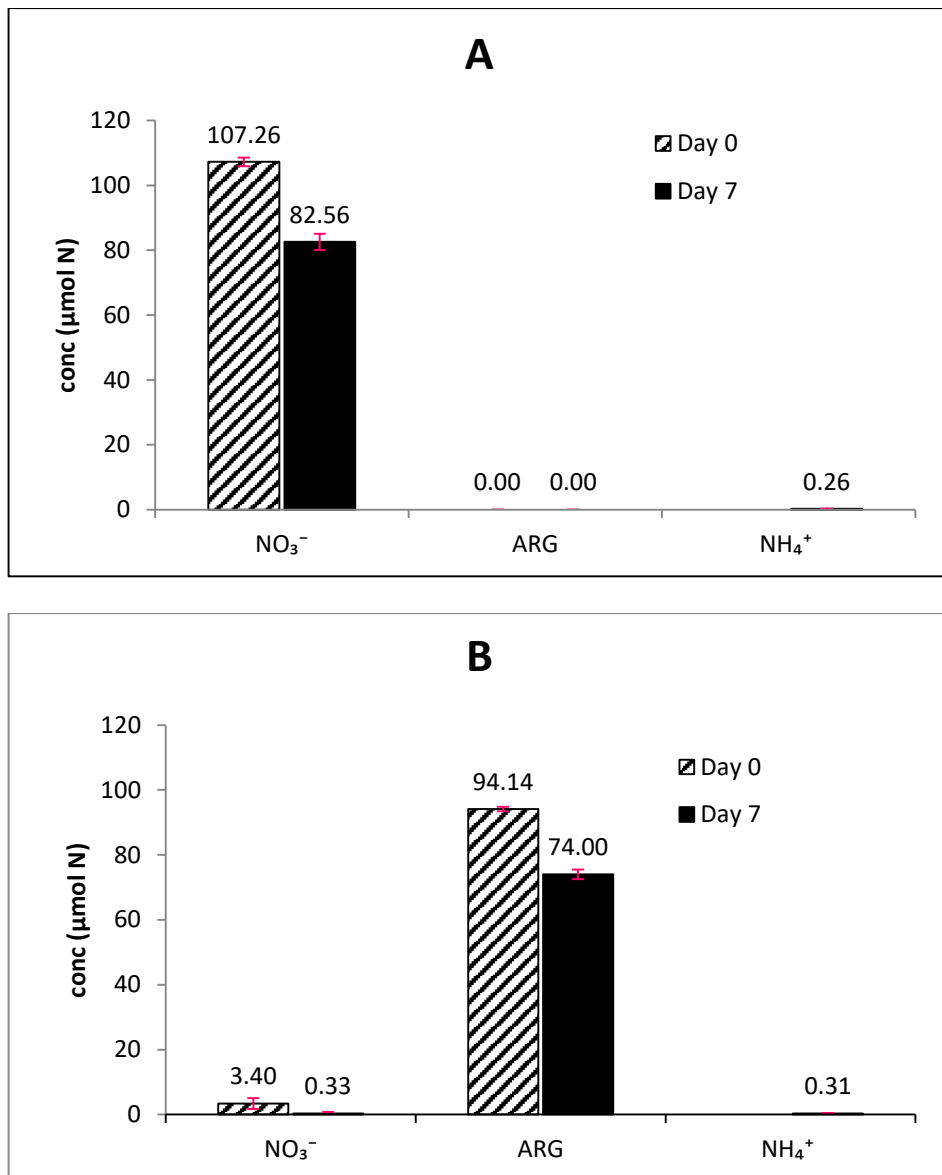 A
120
100
80
60
40
20
0
conc (µmol N)
107.26
82.56
0.00
0.00
0.26
Day 0
Day 7
NO₃⁻
ARG
NH₄⁺
B
120
100
80
60
40
20
0
conc (µmol N)
3.40
0.33
94.14
74.00
0.31
Day 0
Day 7
NO₃⁻
ARG
NH₄⁺